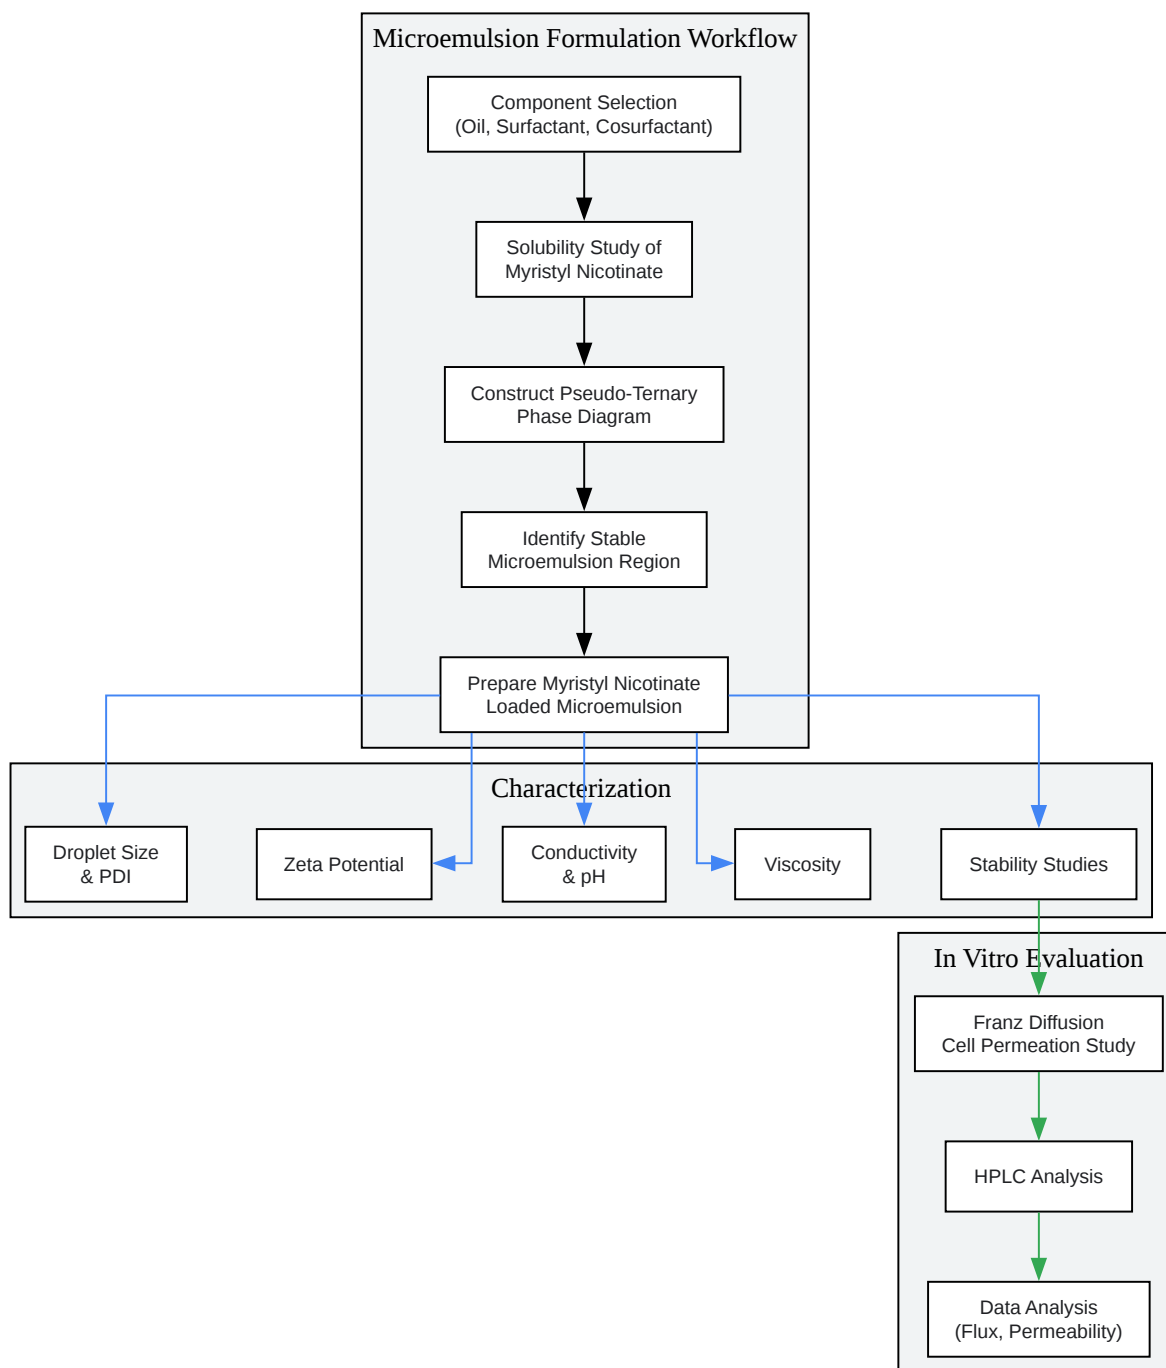 Microemulsion Formulation Workflow
Component Selection
(Oil, Surfactant, Cosurfactant)
Solubility Study of
Myristyl Nicotinate
Construct Pseudo-Ternary
Phase Diagram
Identify Stable
Microemulsion Region
Prepare Myristyl Nicotinate
Loaded Microemulsion
Characterization
Droplet Size
& PDI
Zeta Potential
Conductivity
& pH
Viscosity
Stability Studies
In Vitro Evaluation
Franz Diffusion
Cell Permeation Study
HPLC Analysis
Data Analysis
(Flux, Permeability)